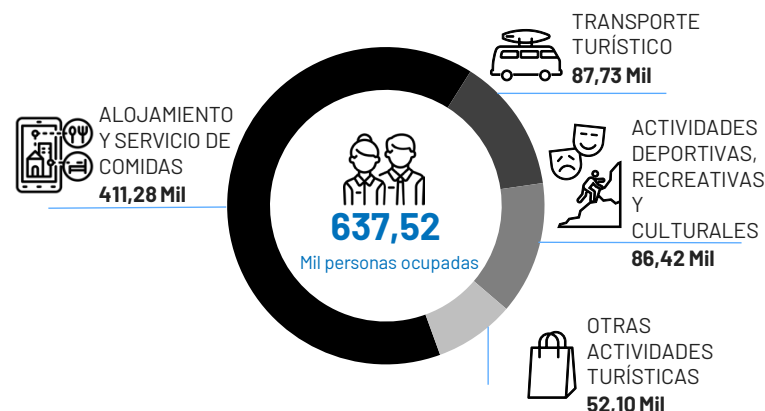 ALOJAMIENTO
Y SERVICIO DE
COMIDAS
411,28 Mil
637,52
Mil personas ocupadas
TRANSPORTE
TURÍSTICO
87,73 Mil
ACTIVIDADES
DEPORTIVAS,
RECREATIVAS
Y
CULTURALES
86,42 Mil
OTRAS
ACTIVIDADES
TURÍSTICAS
52,10 Mil